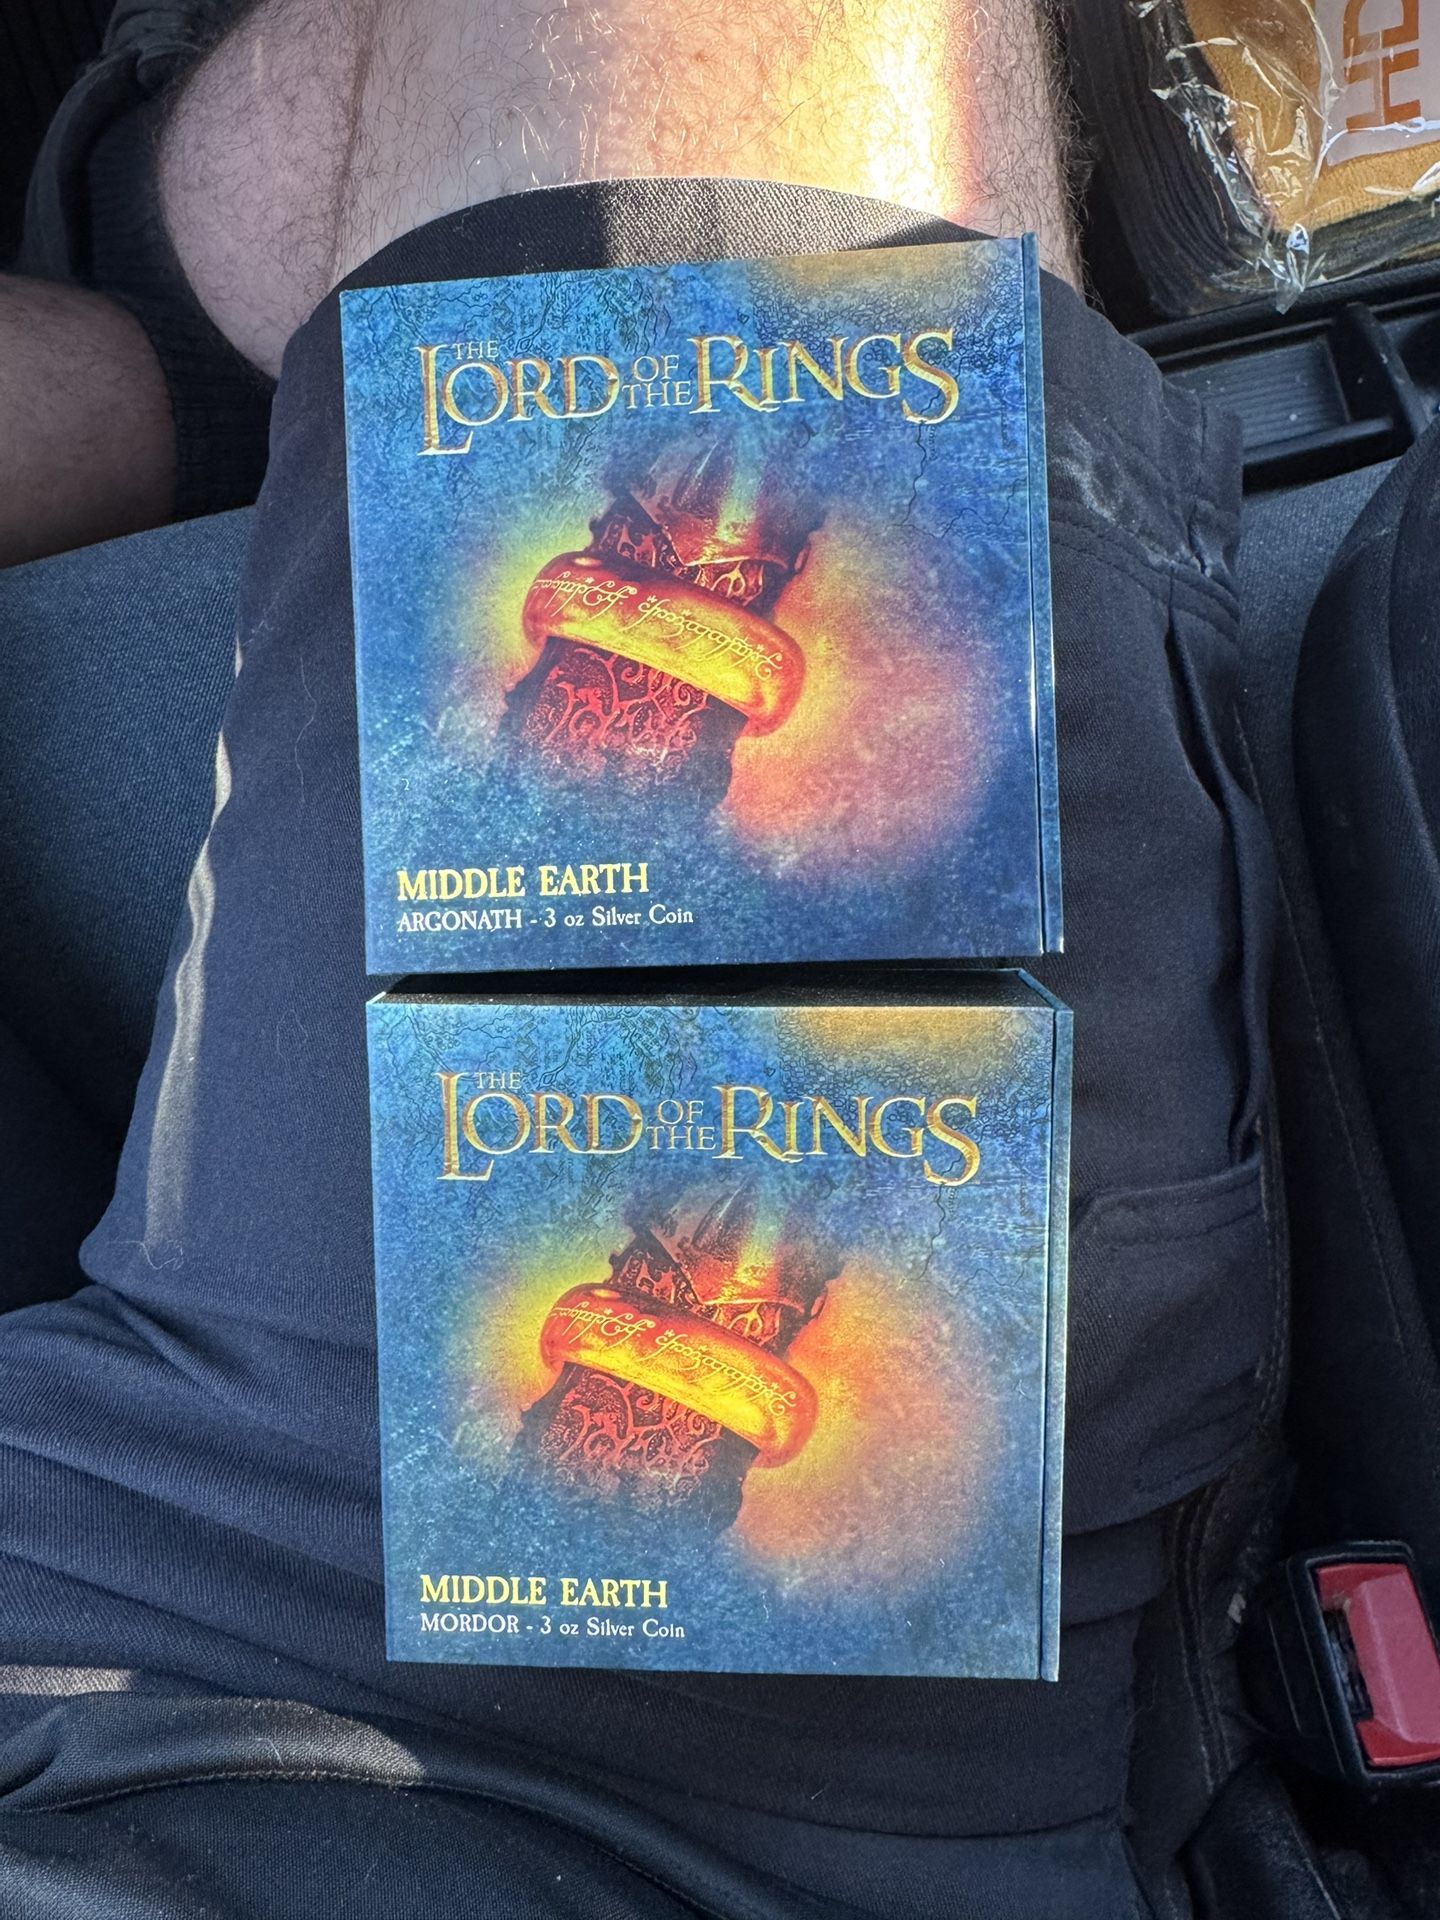 HD
THE LORD OF THE RINGS
MIDDLE EARTH
ARGONATH - 3 oz Silver Coin
THE LORD OF THE RINGS
MIDDLE EARTH
MORDOR - 3 oz Silver Coin